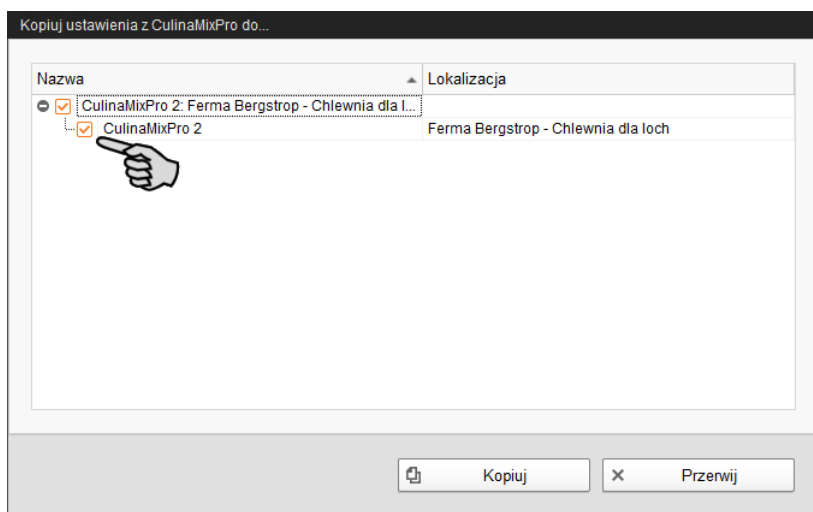 Kopiuj ustawienia z CulinaMixPro do...
Nazwa Lokalizacja
CulinaMixPro 2: Ferma Bergstrop - Chlewnia dla l...
CulinaMixPro 2 Ferma Bergstrop - Chlewnia dla loch
Kopiuj Przerwij